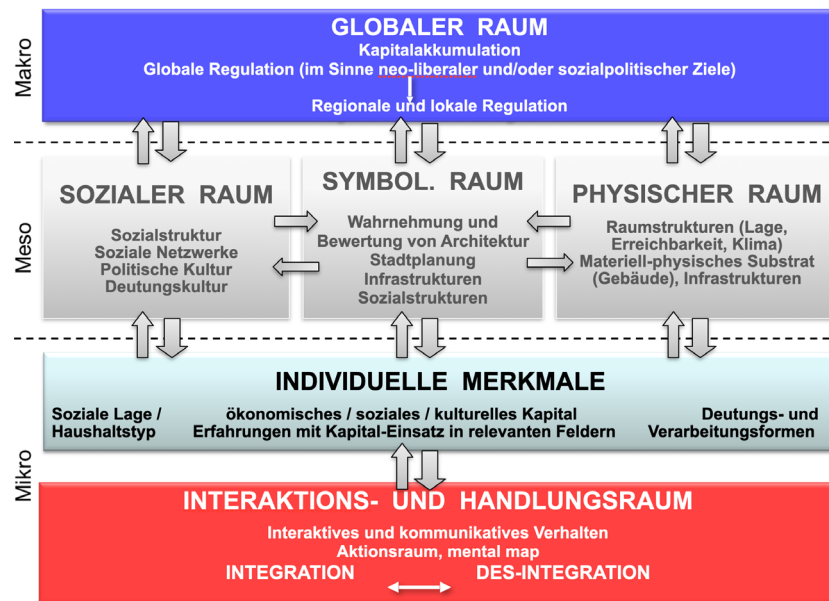 Makro
GLOBALER RAUM
Kapitalakkumulation
Globale Regulation (im Sinne neo-liberaler und/oder sozialpolitischer Ziele)
Regionale und lokale Regulation
Meso
SOZIALER RAUM
Sozialstruktur
Soziale Netzwerke
Politische Kultur
Deutungskultur
SYMBOL. RAUM
Wahrnehmung und
Bewertung von Architektur
Stadtplanung
Infrastrukturen
Sozialstrukturen
PHYSISCHER RAUM
Raumstrukturen (Lage,
Erreichbarkeit, Klima)
Materiell-physisches Substrat
(Gebäude), Infrastrukturen
Mikro
INDIVIDUELLE MERKMALE
Soziale Lage /
Haushaltstyp
ökonomisches / soziales / kulturelles Kapital
Erfahrungen mit Kapital-Einsatz in relevanten Feldern
Deutungs- und
Verarbeitungsformen
INTERAKTIONS- UND HANDLUNGSRAUM
Interaktives und kommunikatives Verhalten
Aktionsraum, mental map
INTEGRATION DES-INTEGRATION